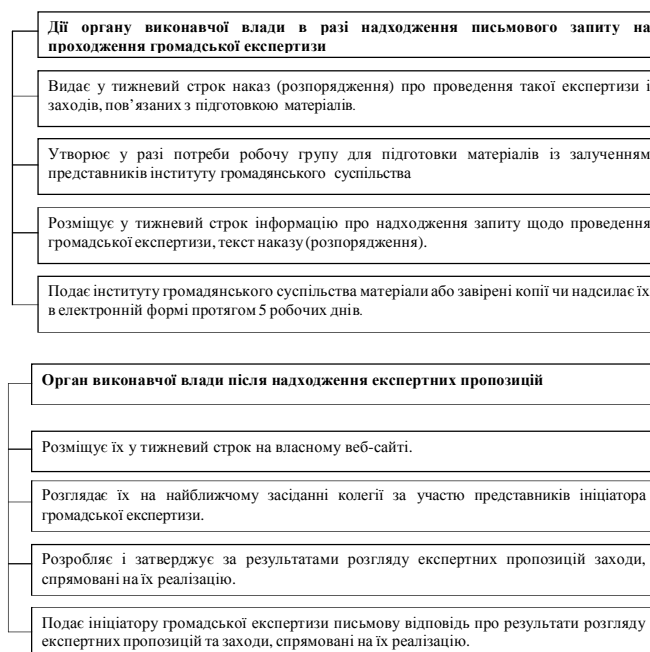 Дії органу виконавчої влади в разі надходження письмового запиту на
проходження громадської експертизи
Видає у тижневий строк наказ (розпорядження) про проведення такої експертизи і
заходів, пов’язаних з підготовкою матеріалів.
Утворює у разі потреби робочу групу для підготовки матеріалів із залученням
представників інституту громадянського суспільства
Розміщує у тижневий строк інформацію про надходження запиту щодо проведення
громадської експертизи, текст наказу (розпорядження).
Подає інституту громадянського суспільства матеріали або завірені копії чи надсилає їх
в електронній формі протягом 5 робочих днів.
Орган виконавчої влади після надходження експертних пропозицій
Розміщує їх у тижневий строк на власному веб-сайті.
Розглядає їх на найближчому засіданні колегії за участю представників ініціатора
громадської експертизи.
Розробляє і затверджує за результатами розгляду експертних пропозицій заходи,
спрямовані на їх реалізацію.
Подає ініціатору громадської експертизи письмову відповідь про результати розгляду
експертних пропозицій та заходи, спрямовані на їх реалізацію.